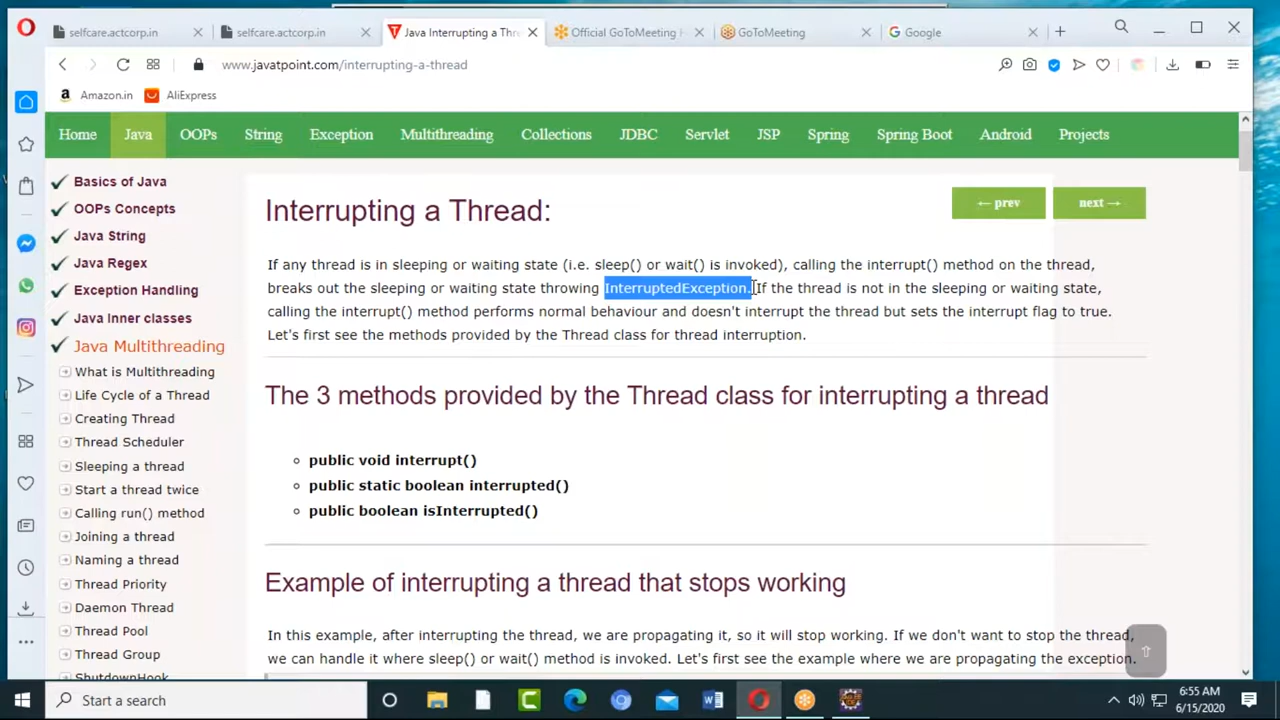 selfcare.actcorp.in
selfcare.actcorp.in
Java Interrupting a Thre
Official GoToMeeting
GoToMeeting
Google
www.javatpoint.com/interrupting-a-thread
Amazon.in
AliExpress
Home Java OOPs String Exception Multithreading Collections JDBC Servlet JSP Spring Spring Boot Android Projects
Basics of Java
OOPs Concepts
Java String
Java Regex
Exception Handling
Java Inner classes
Java Multithreading
What is Multithreading
Life Cycle of a Thread
Creating Thread
Thread Scheduler
Sleeping a thread
Start a thread twice
Calling run() method
Joining a thread
Naming a thread
Thread Priority
Daemon Thread
Thread Pool
Thread Group
ShutdownHook
← prev
next →
Interrupting a Thread:
If any thread is in sleeping or waiting state (i.e. sleep() or wait() is invoked), calling the interrupt() method on the thread,
breaks out the sleeping or waiting state throwing InterruptedException. If the thread is not in the sleeping or waiting state,
calling the interrupt() method performs normal behaviour and doesn't interrupt the thread but sets the interrupt flag to true.
Let's first see the methods provided by the Thread class for thread interruption.
The 3 methods provided by the Thread class for interrupting a thread
public void interrupt()
public static boolean interrupted()
public boolean isInterrupted()
Example of interrupting a thread that stops working
In this example, after interrupting the thread, we are propagating it, so it will stop working. If we don't want to stop the thread,
we can handle it where sleep() or wait() method is invoked. Let's first see the example where we are propagating the exception.
Start a search
6:55 AM
6/15/2020